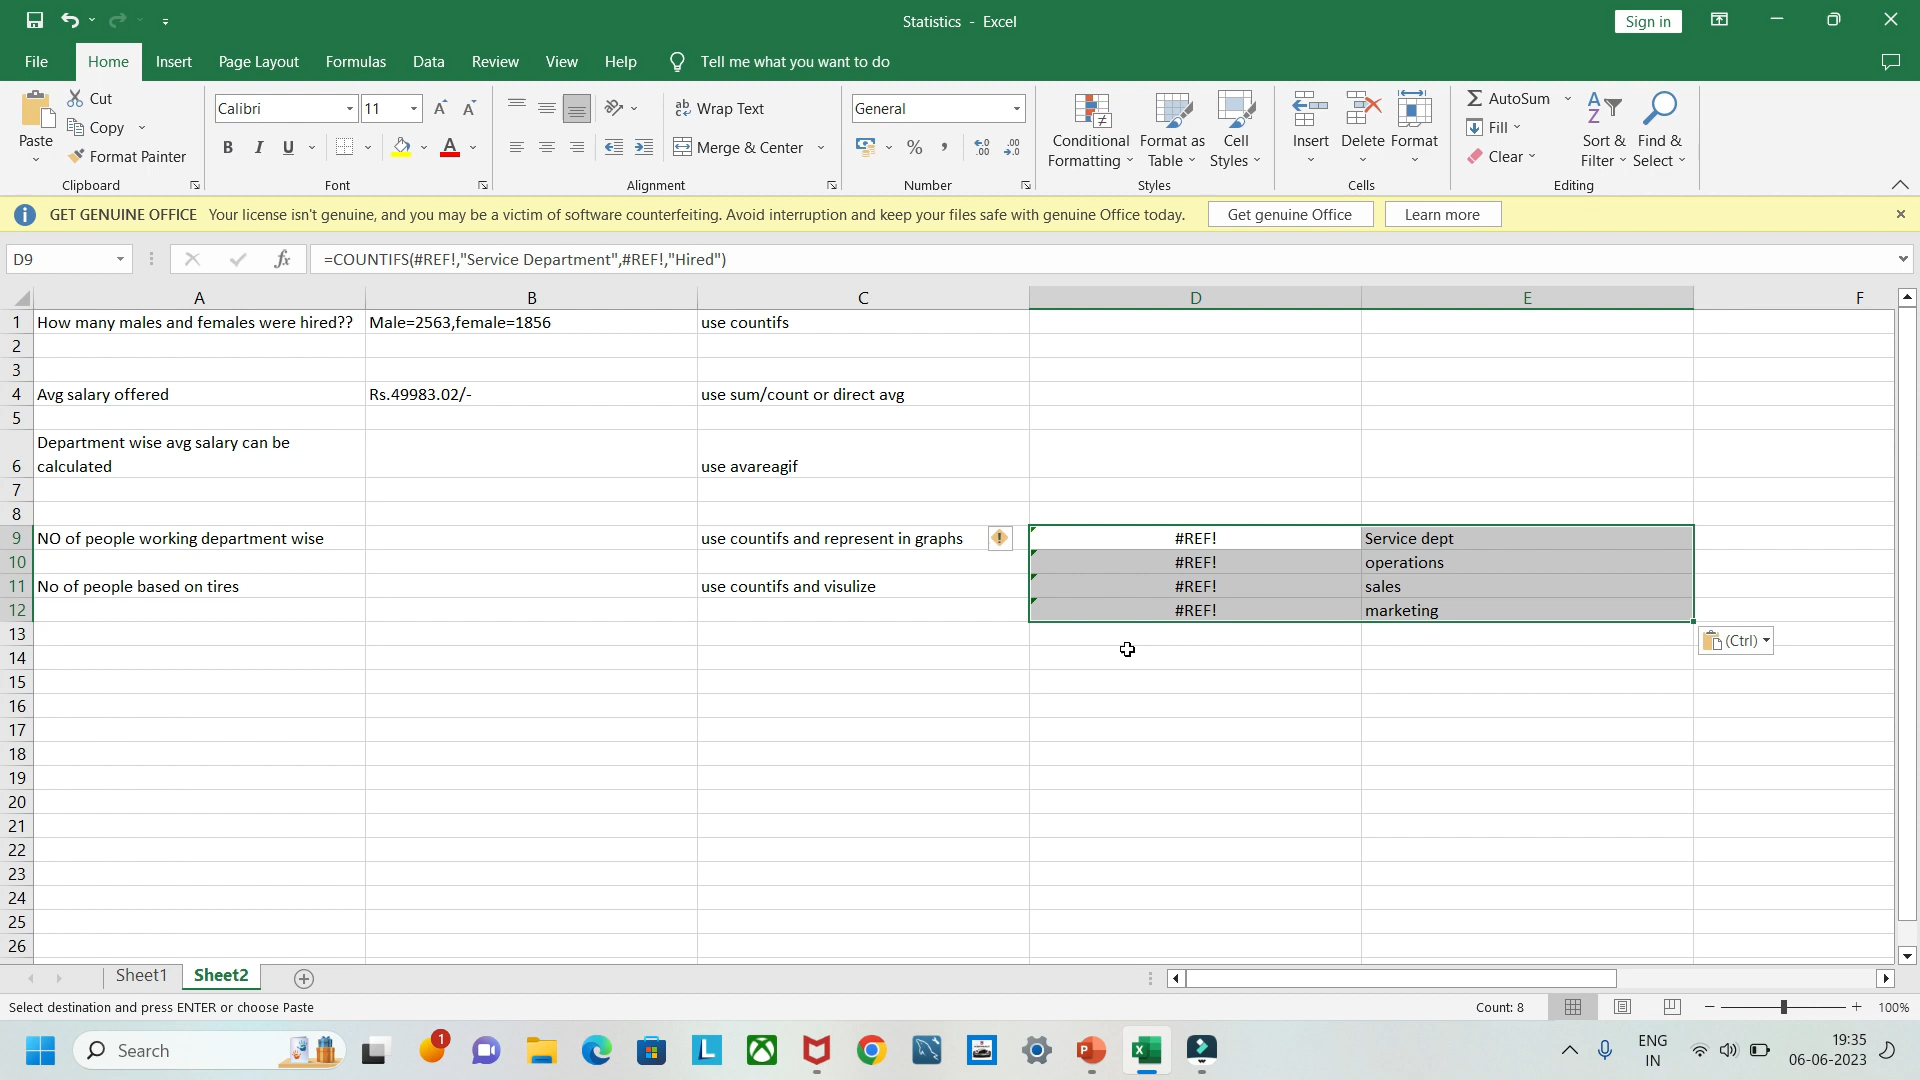 Statistics - Excel
Sign in
File Home Insert Page Layout Formulas Data Review View Help Tell me what you want to do
Paste
Cut
Copy
Format Painter
Clipboard
Calibri 11
B I U
Font
Wrap Text
Merge & Center
Alignment
General
Number
Conditional Formatting
Format as Table
Cell Styles
Styles
Insert
Delete
Format
Cells
AutoSum
Fill
Clear
Sort & Filter
Find & Select
Editing
GET GENUINE OFFICE Your license isn't genuine, and you may be a victim of software counterfeiting. Avoid interruption and keep your files safe with genuine Office today. Get genuine Office Learn more
D9 fx =COUNTIFS(#REF!,"Service Department",#REF!,"Hired")
A B C D E F
1 How many males and females were hired?? Male=2563,female=1856 use countifs
2
3
4 Avg salary offered Rs.49983.02/- use sum/count or direct avg
5
Department wise avg salary can be
6 calculated use avareagif
7
8
9 NO of people working department wise use countifs and represent in graphs #REF! Service dept
10 #REF! operations
11 No of people based on tires use countifs and visulize #REF! sales
12 #REF! marketing
13 (Ctrl)
14
15
16
17
18
19
20
21
22
23
24
25
26
Sheet1 Sheet2
Select destination and press ENTER or choose Paste Count: 8 100%
Search 1 ENG 19:35
IN 06-06-2023